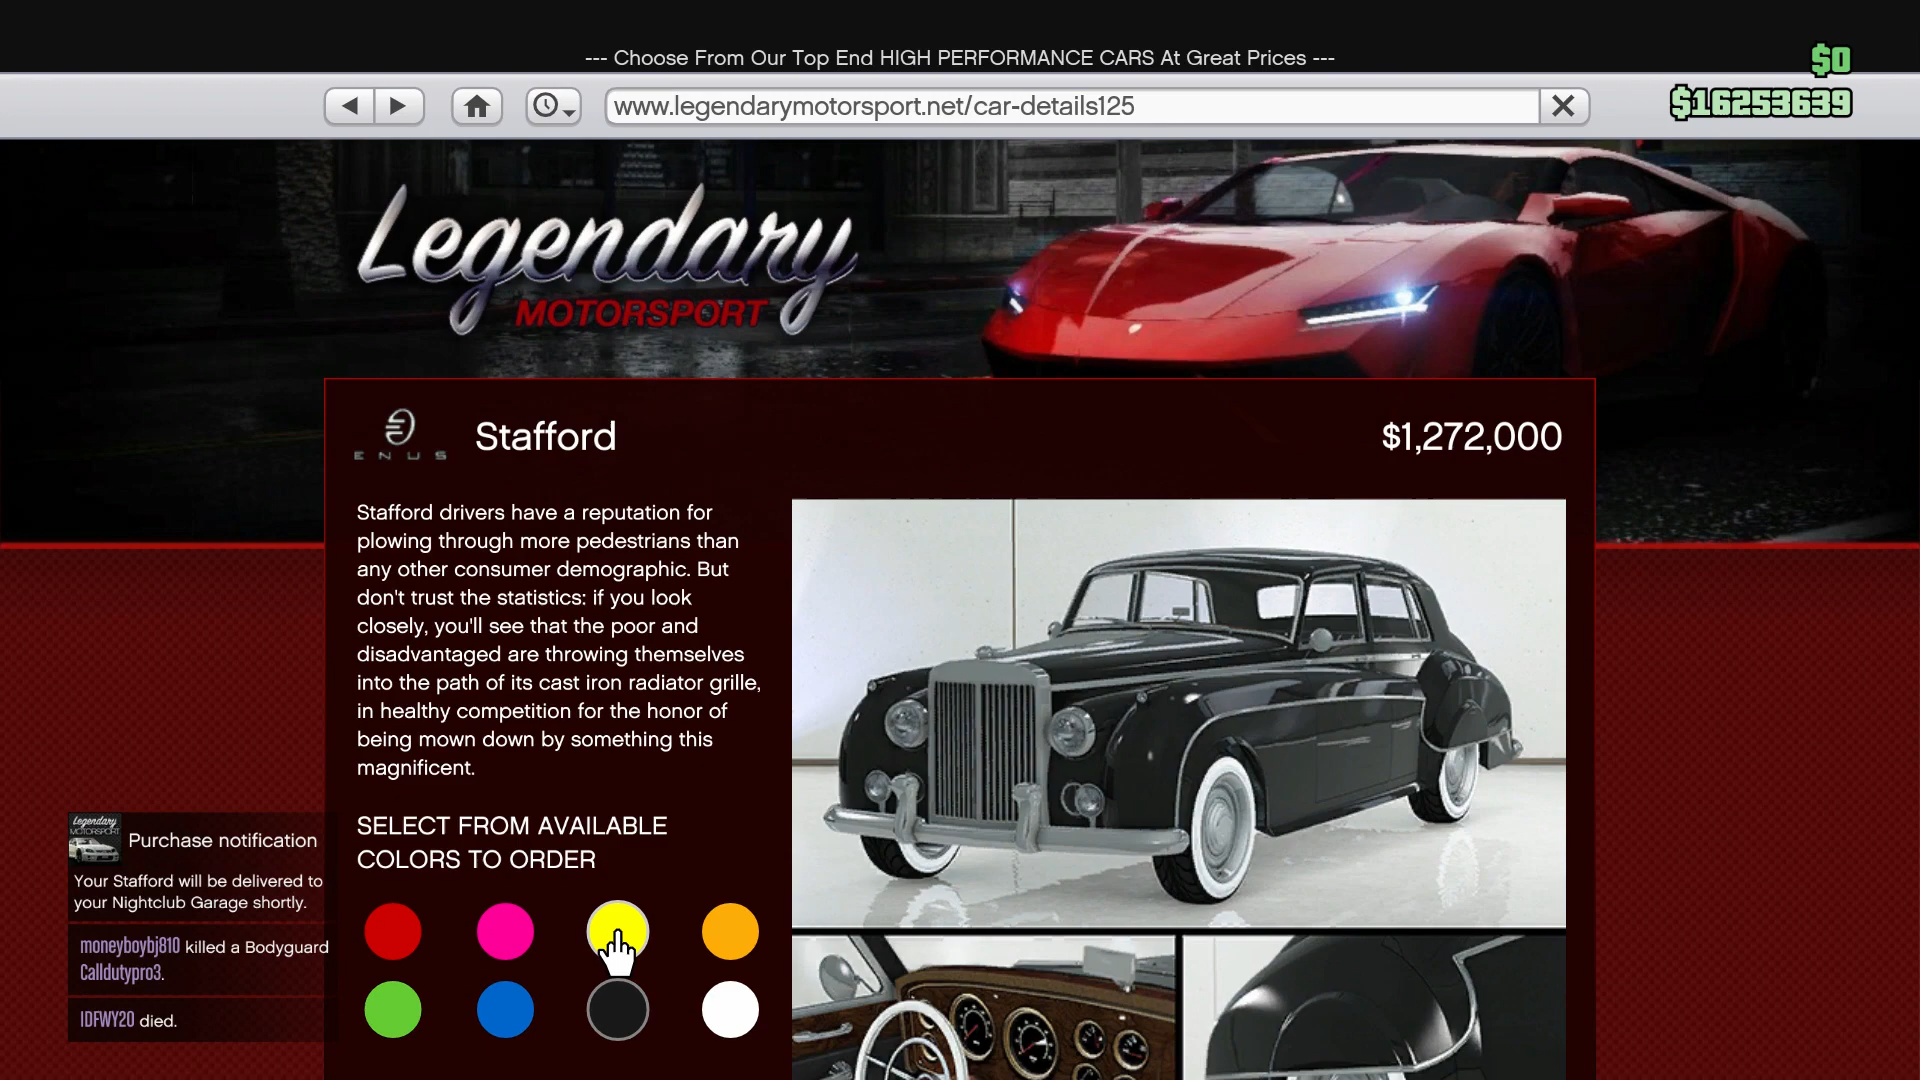 --- Choose From Our Top End HIGH PERFORMANCE CARS At Great Prices ---
$0
www.legendarymotorsport.net/car-details125
$16253639
Legendary
MOTORSPORT
ENUS
Stafford
$1,272,000
Stafford drivers have a reputation for
plowing through more pedestrians than
any other consumer demographic. But
don't trust the statistics: if you look
closely, you'll see that the poor and
disadvantaged are throwing themselves
into the path of its cast iron radiator grille,
in healthy competition for the honor of
being mown down by something this
magnificent.
SELECT FROM AVAILABLE
COLORS TO ORDER
Legendary
MOTORSPORT
Purchase notification
Your Stafford will be delivered to
your Nightclub Garage shortly.
moneyboybj810 killed a Bodyguard
Calldutypro3.
IDFWY20 died.